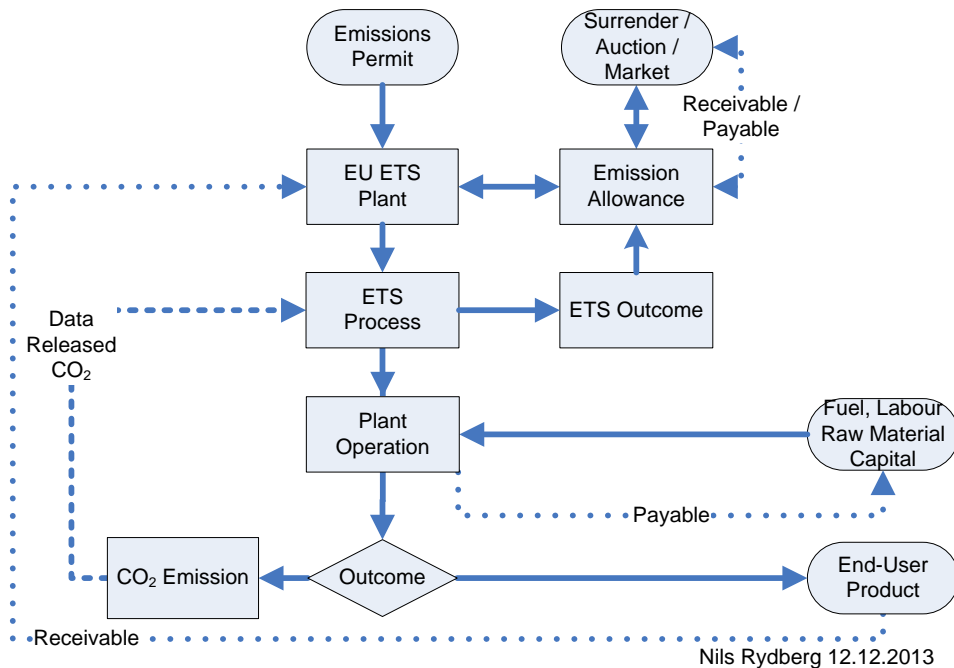 Emissions
Permit
Surrender /
Auction /
Market
Receivable /
Payable
EU ETS
Plant
Emission
Allowance
ETS
Process
ETS Outcome
Data
Released
CO₂
Plant
Operation
Fuel, Labour
Raw Material
Capital
Payable
CO₂ Emission
Outcome
End-User
Product
Receivable
Nils Rydberg 12.12.2013